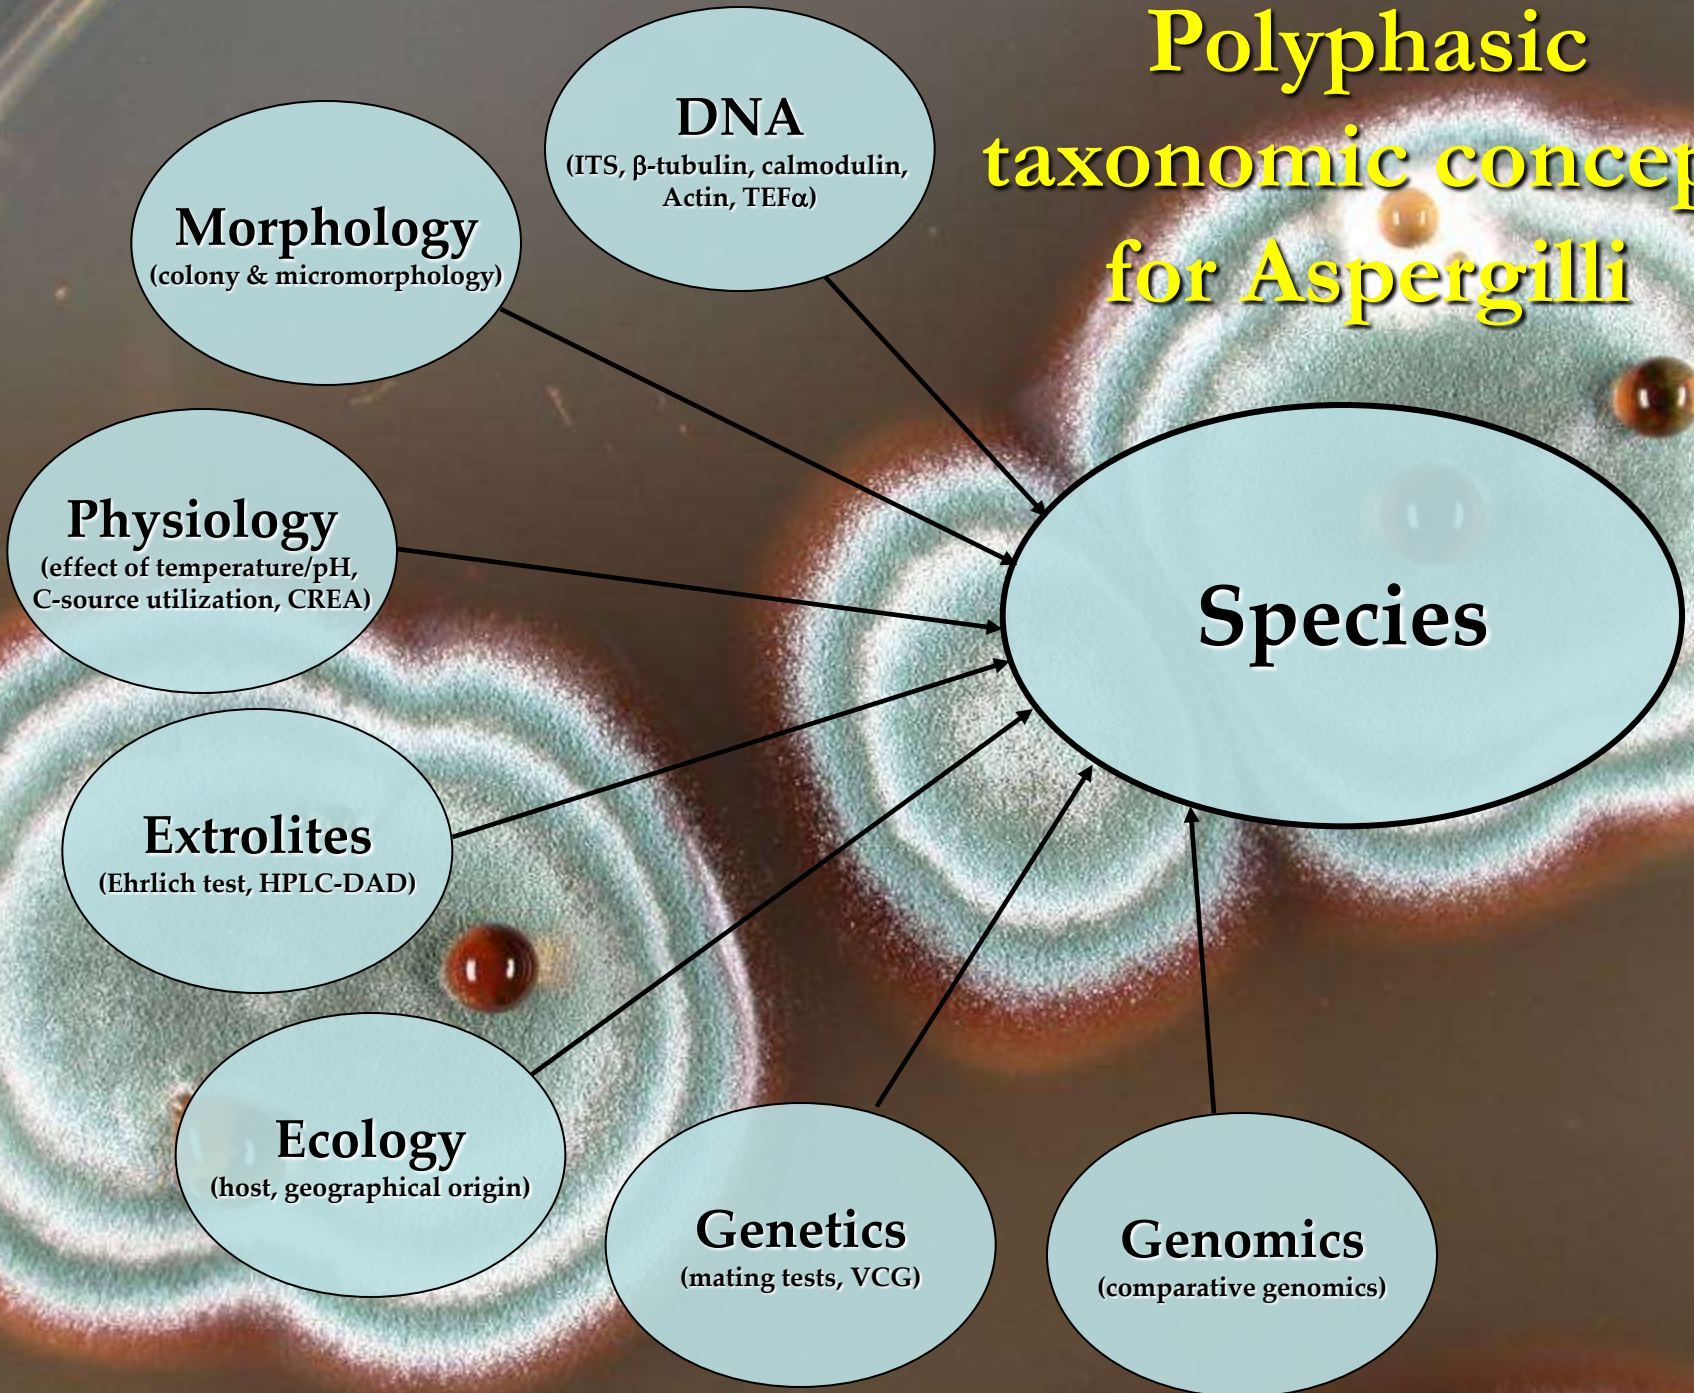 Polyphasic
taxonomic concep
for Aspergilli
DNA
(ITS, β-tubulin, calmodulin,
Actin, TEFα)
Morphology
(colony & micromorphology)
Physiology
(effect of temperature/pH,
C-source utilization, CREA)
Species
Extrolites
(Ehrlich test, HPLC-DAD)
Ecology
(host, geographical origin)
Genetics
(mating tests, VCG)
Genomics
(comparative genomics)